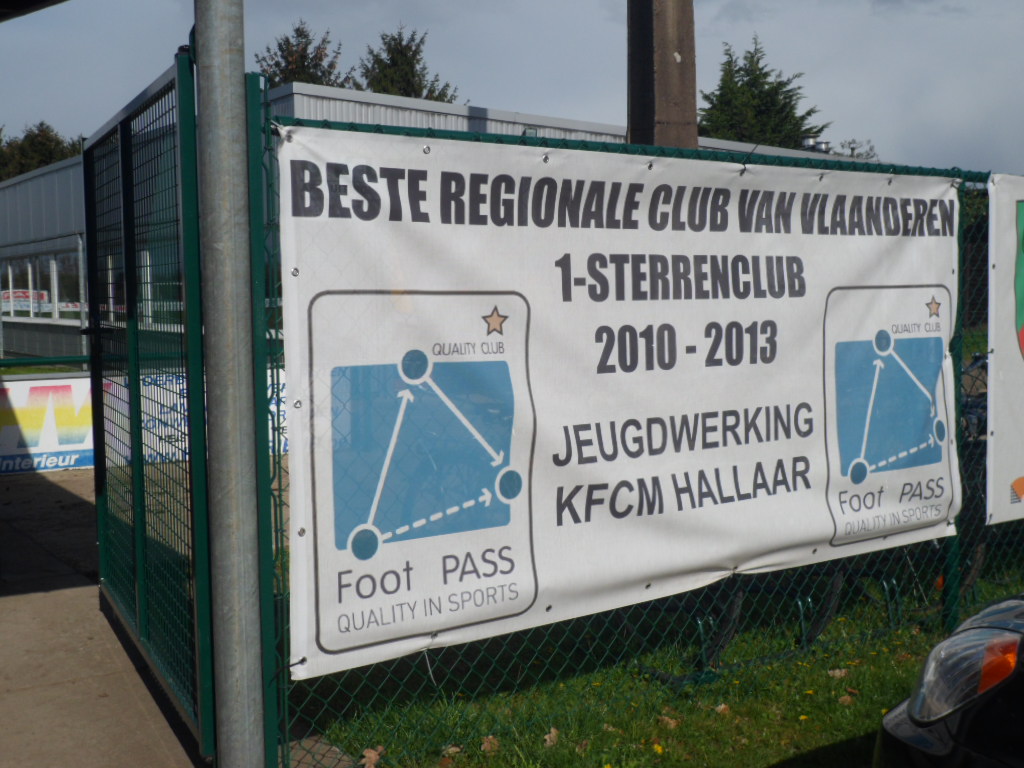 BESTE REGIONALE CLUB VAN VLAANDEREN
1-STERRENCLUB
2010 - 2013
JEUGDWERKING
KFCM HALLAAR
QUALITY CLUB
Foot PASS
QUALITY IN SPORTS
QUALITY CLUB
Foot PASS
QUALITY IN SPORTS
Interieur